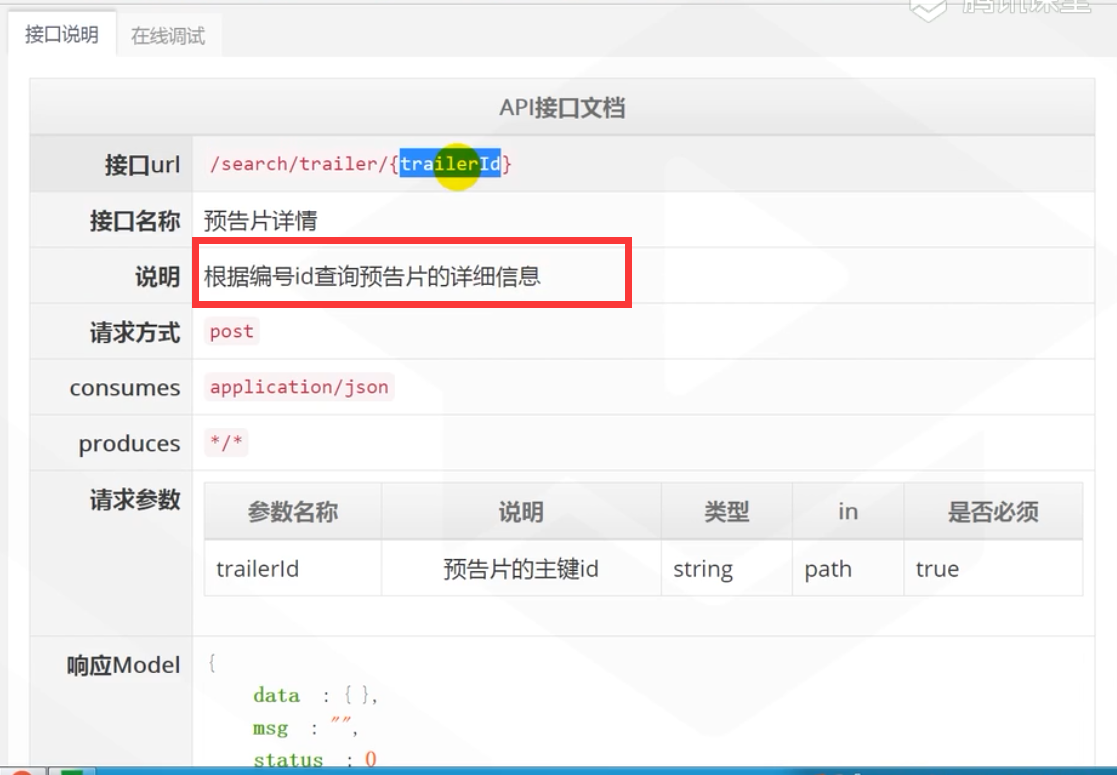 腾讯课堂
接口说明 在线调试
API接口文档
接口url /search/trailer/{trailerId}
接口名称 预告片详情
说明 根据编号id查询预告片的详细信息
请求方式 post
consumes application/json
produces */*
请求参数 参数名称 说明 类型 in 是否必须
trailerId 预告片的主键id string path true
响应Model {
data : { },
msg : "",
status : 0